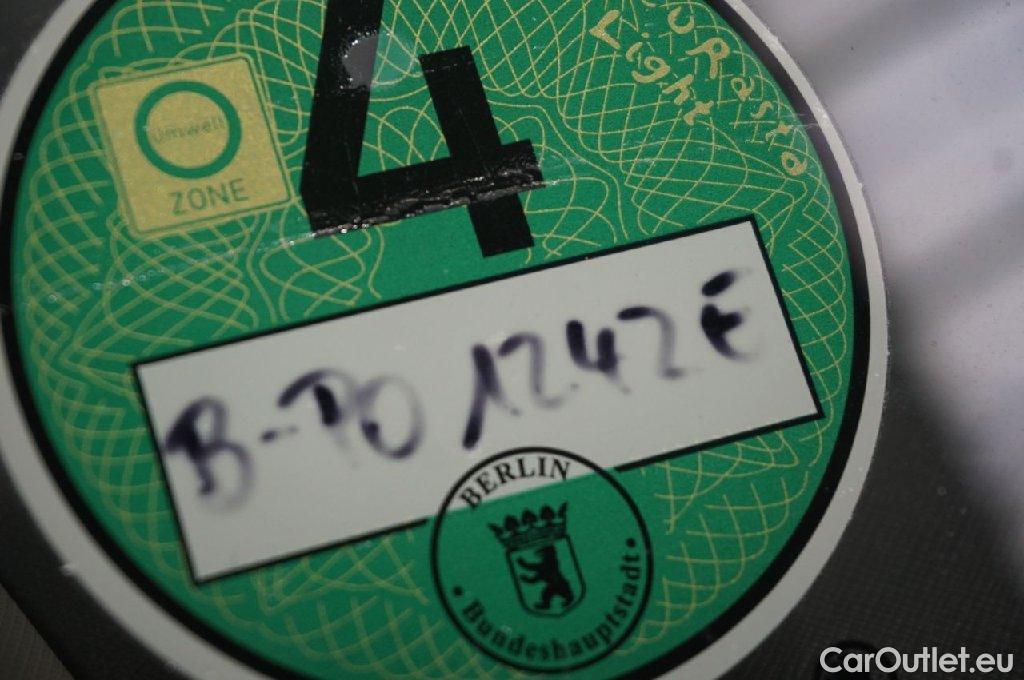 4
Umwelt
ZONE
Light
B-PO 1242E
BERLIN
Bundeshauptstadt
CarOutlet.eu